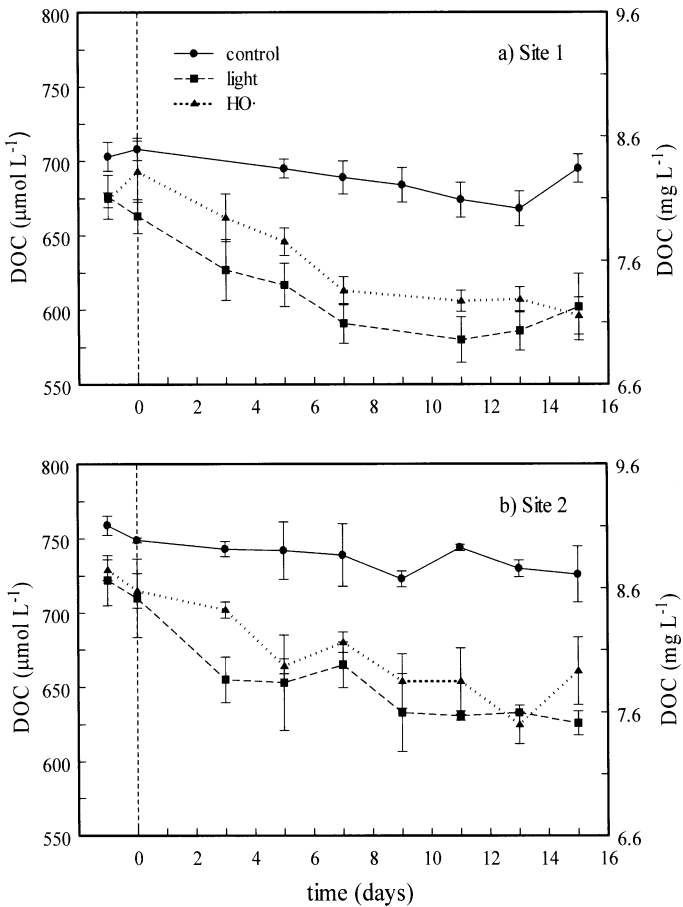 800
9.6
control
a) Site 1
light
HO·
750
8.6
700
DOC (μmol L-1)
DOC (mg L-1)
650
7.6
600
550
6.6
0 2 4 6 8 10 12 14 16
800
9.6
b) Site 2
750
8.6
700
DOC (μmol L-1)
DOC (mg L-1)
650
7.6
600
550
6.6
0 2 4 6 8 10 12 14 16
time (days)